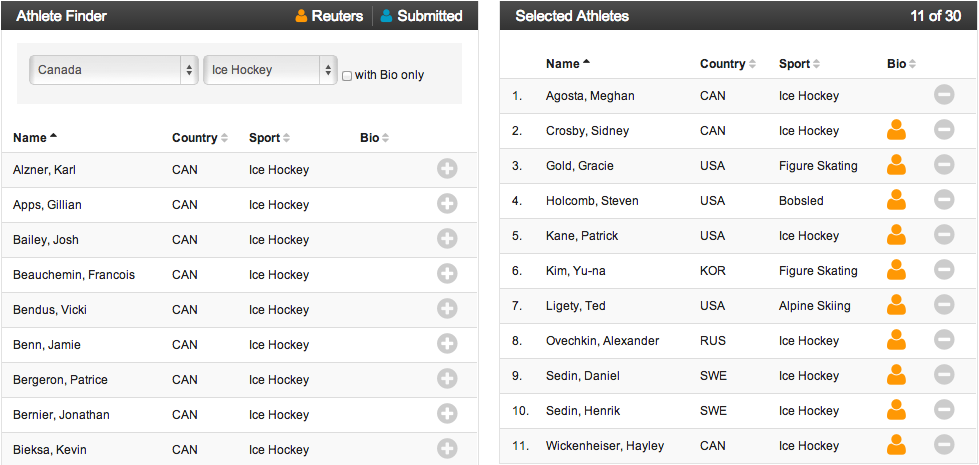 Athlete Finder Reuters Submitted
Canada Ice Hockey with Bio only
Name Country Sport Bio
Alzner, Karl CAN Ice Hockey
Apps, Gillian CAN Ice Hockey
Bailey, Josh CAN Ice Hockey
Beauchemin, Francois CAN Ice Hockey
Bendus, Vicki CAN Ice Hockey
Benn, Jamie CAN Ice Hockey
Bergeron, Patrice CAN Ice Hockey
Bernier, Jonathan CAN Ice Hockey
Bieksa, Kevin CAN Ice Hockey
Selected Athletes 11 of 30
Name Country Sport Bio
1. Agosta, Meghan CAN Ice Hockey
2. Crosby, Sidney CAN Ice Hockey
3. Gold, Gracie USA Figure Skating
4. Holcomb, Steven USA Bobsled
5. Kane, Patrick USA Ice Hockey
6. Kim, Yu-na KOR Figure Skating
7. Ligety, Ted USA Alpine Skiing
8. Ovechkin, Alexander RUS Ice Hockey
9. Sedin, Daniel SWE Ice Hockey
10. Sedin, Henrik SWE Ice Hockey
11. Wickenheiser, Hayley CAN Ice Hockey